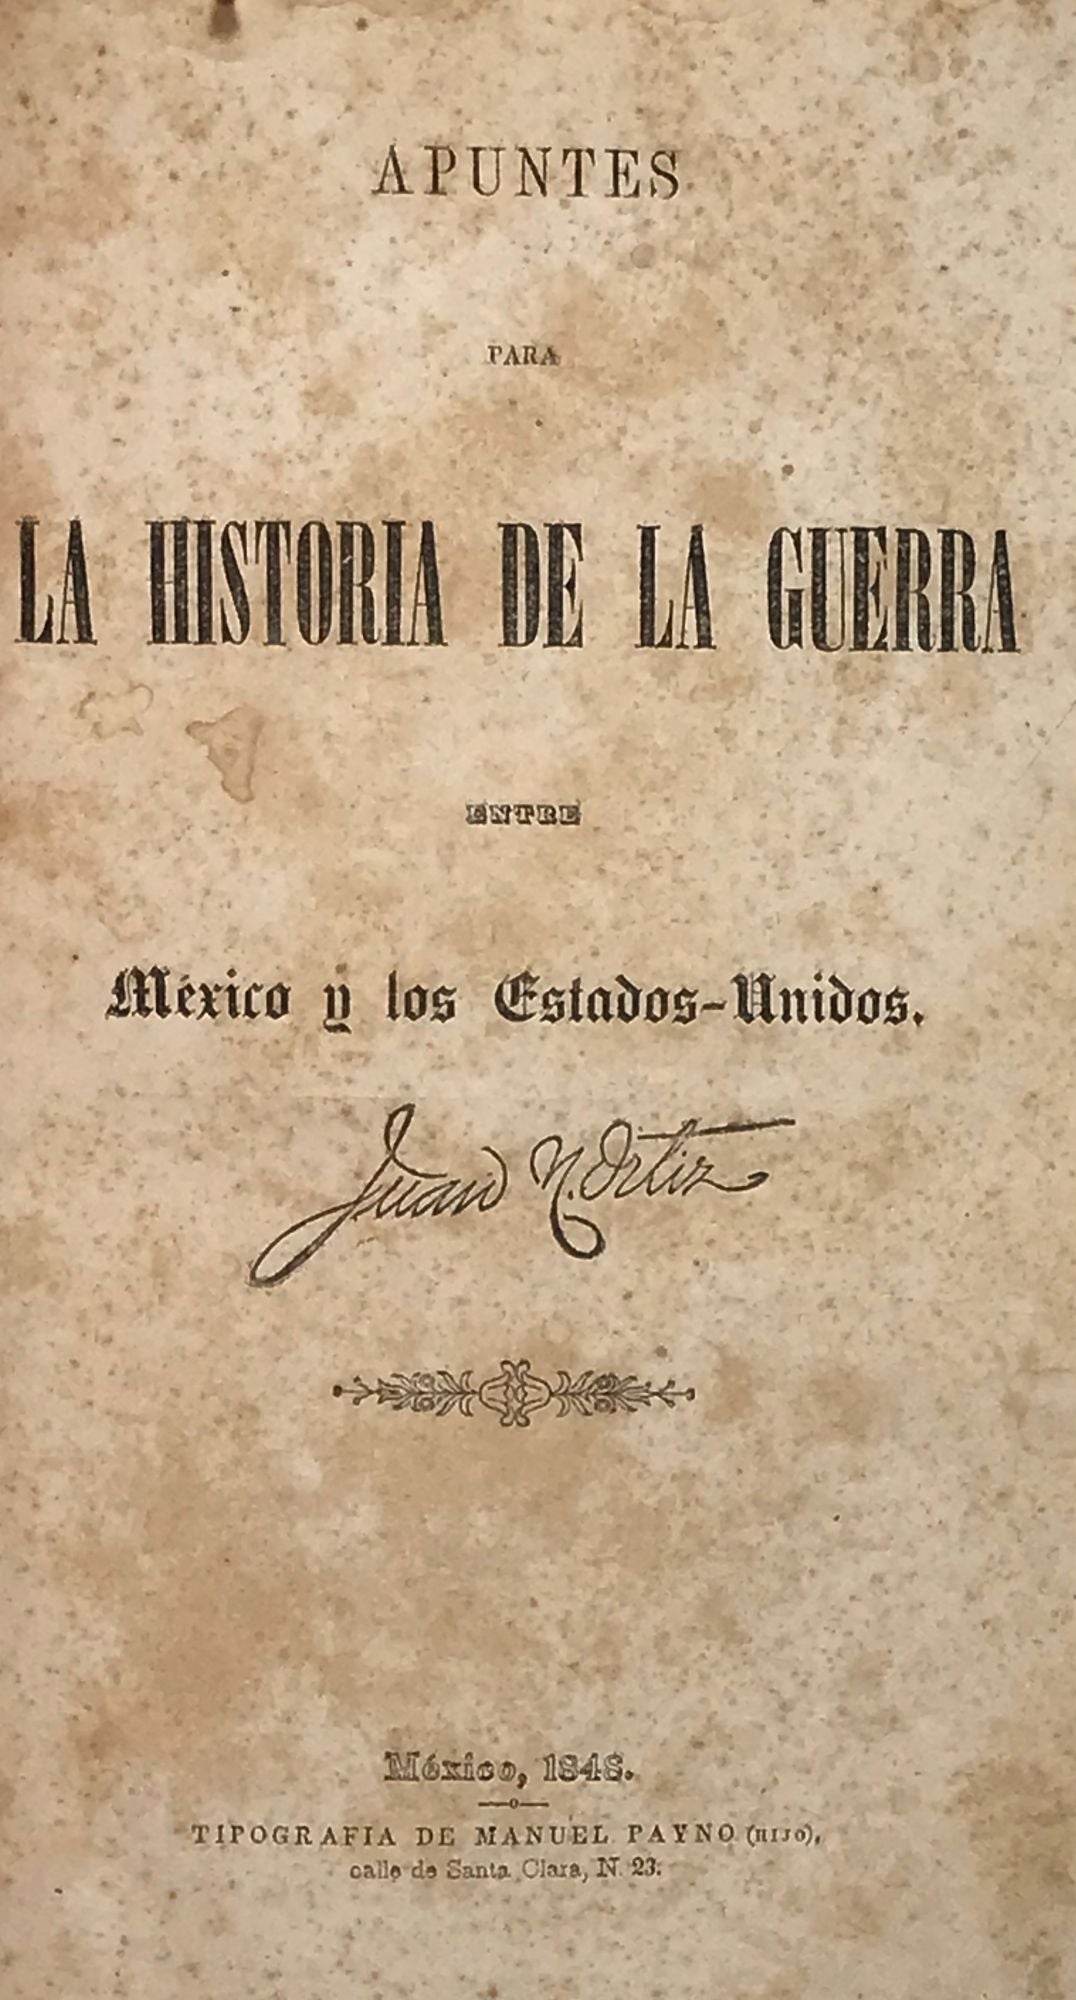 APUNTES
PARA
LA HISTORIA DE LA GUERRA
ENTRE
México y los Estados-Unidos.
Juan N. Ortiz
México, 1848.
TIPOGRAFIA DE MANUEL PAYNO (HIJO),
calle de Santa Clara, N. 23.